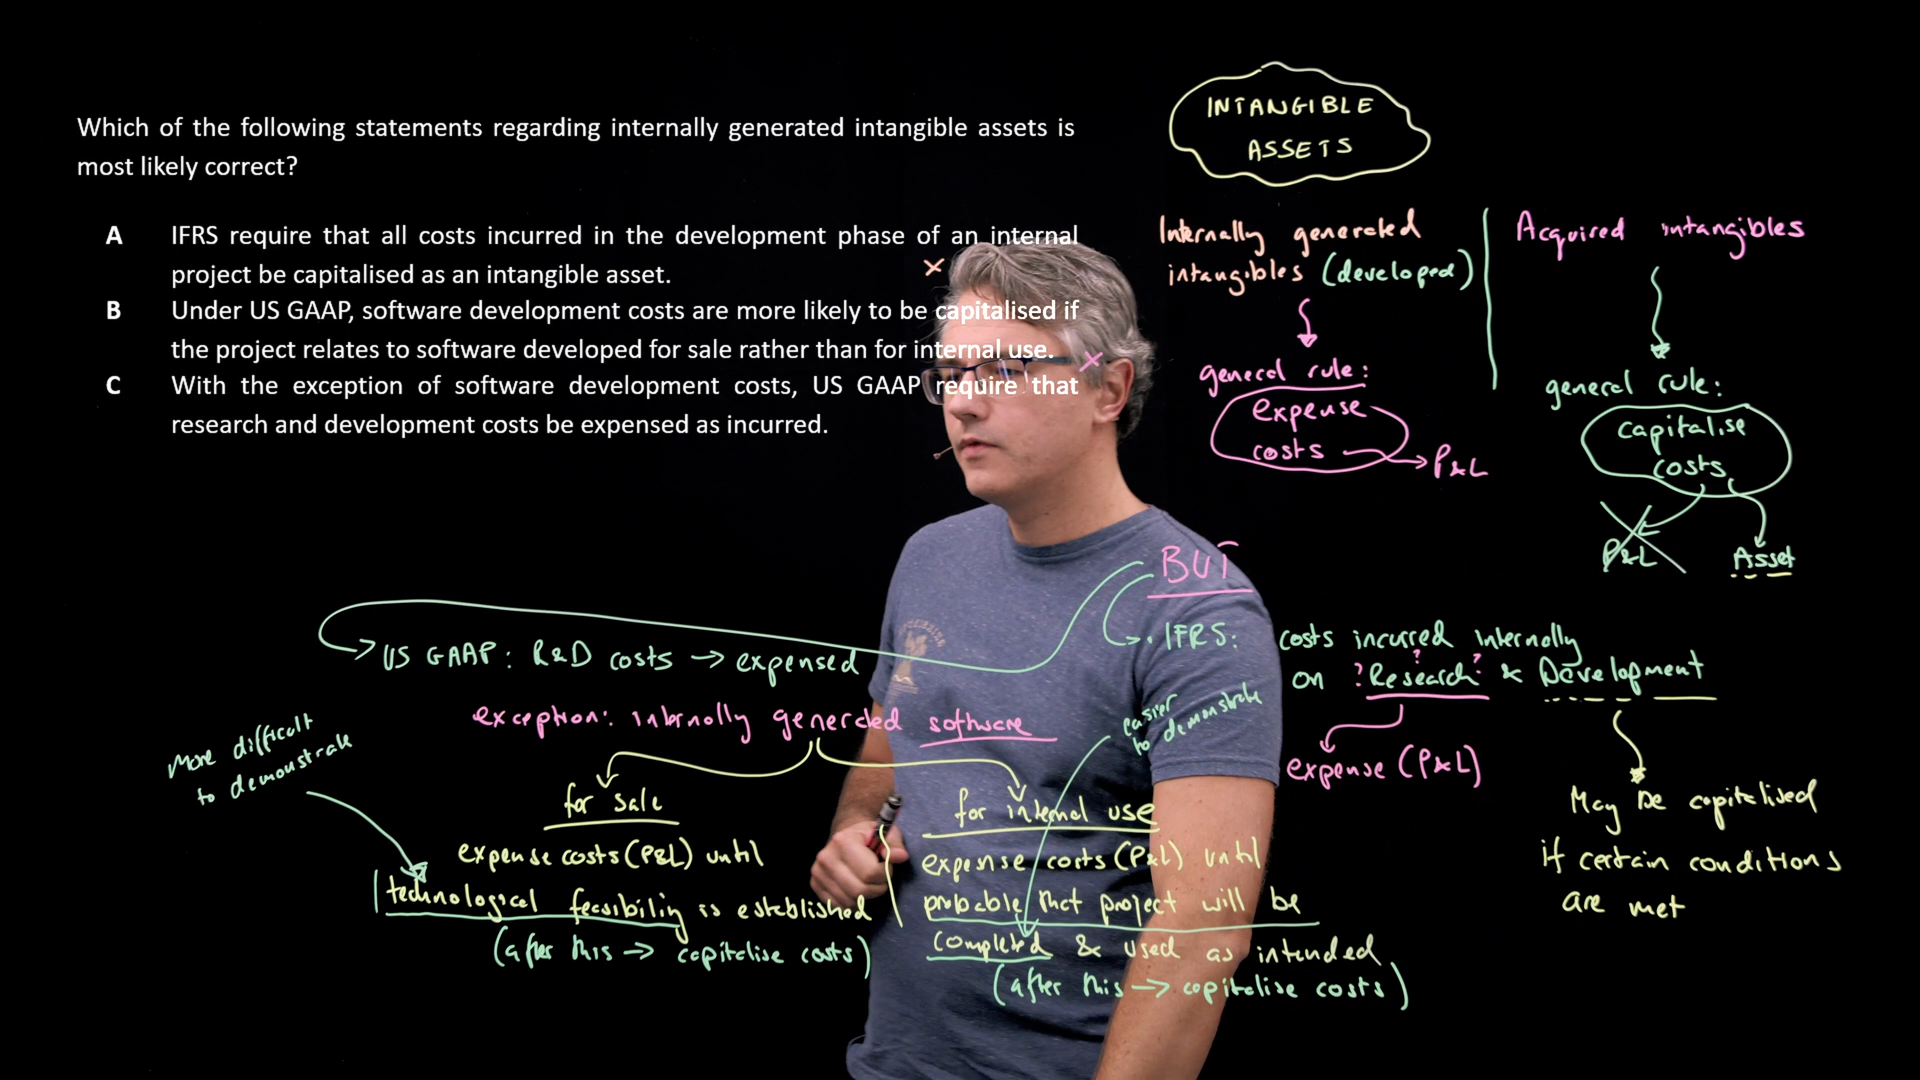 Which of the following statements regarding internally generated intangible assets is
most likely correct?
A IFRS require that all costs incurred in the development phase of an internal
project be capitalised as an intangible asset.
B Under US GAAP, software development costs are more likely to be capitalised if
the project relates to software developed for sale rather than for internal use.
C With the exception of software development costs, US GAAP require that
research and development costs be expensed as incurred.
INTANGIBLE
ASSETS
Internally generated
intangibles (developed)
general rule:
expense
costs → P&L
Acquired intangibles
general rule:
capitalise
costs
P&L
Asset
BUT
IFRS: costs incurred internally
on ?Research? & Development
expense (P&L)
May be capitalised
if certain conditions
are met
US GAAP: R&D costs → expensed
exception: internally generated software
More difficult
to demonstrate
for sale
expense costs (P&L) until
technological feasibility is established
(after this → capitalise costs)
easier
to demonstrate
for internal use
expense costs (P&L) until
probable that project will be
completed & used as intended
(after this → capitalise costs)